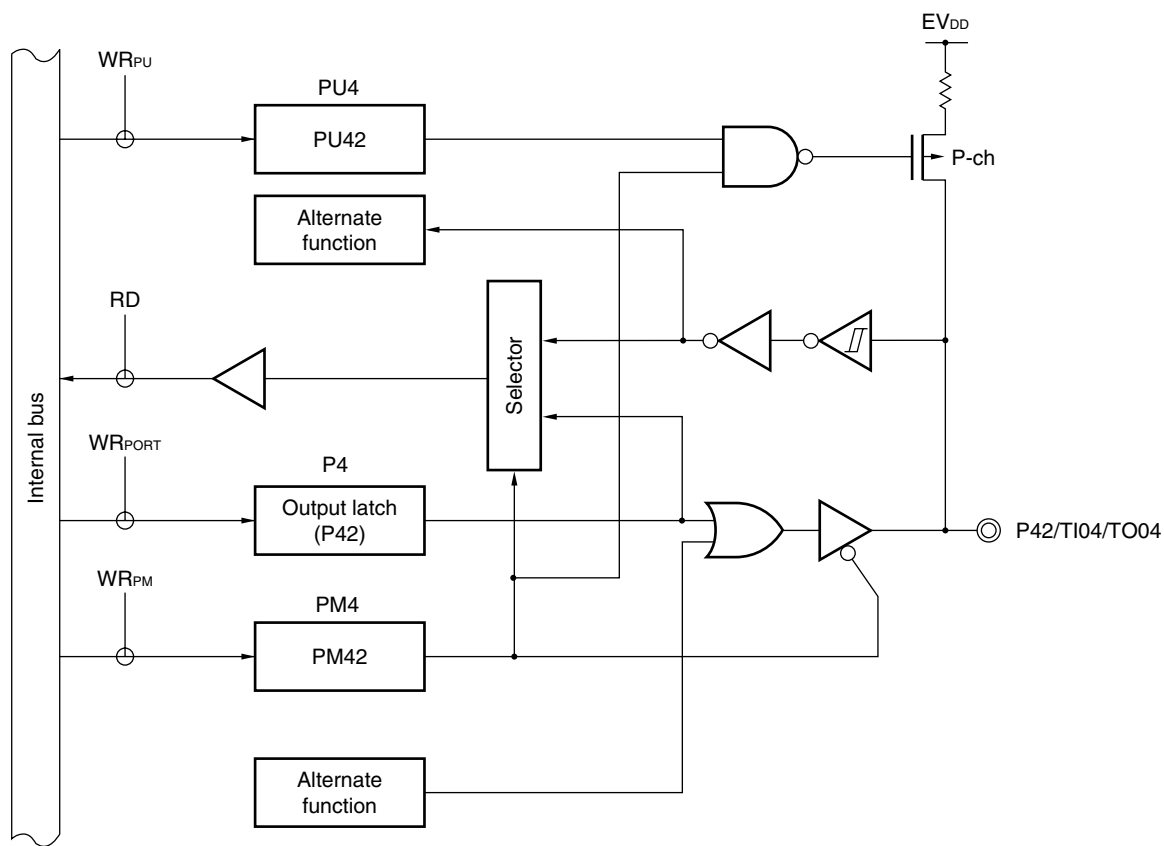 EVDD
WRPU
PU4
PU42
P-ch
Alternate
function
RD
Selector
Internal bus
WRPORT
P4
Output latch
(P42)
P42/TI04/TO04
WRPM
PM4
PM42
Alternate
function